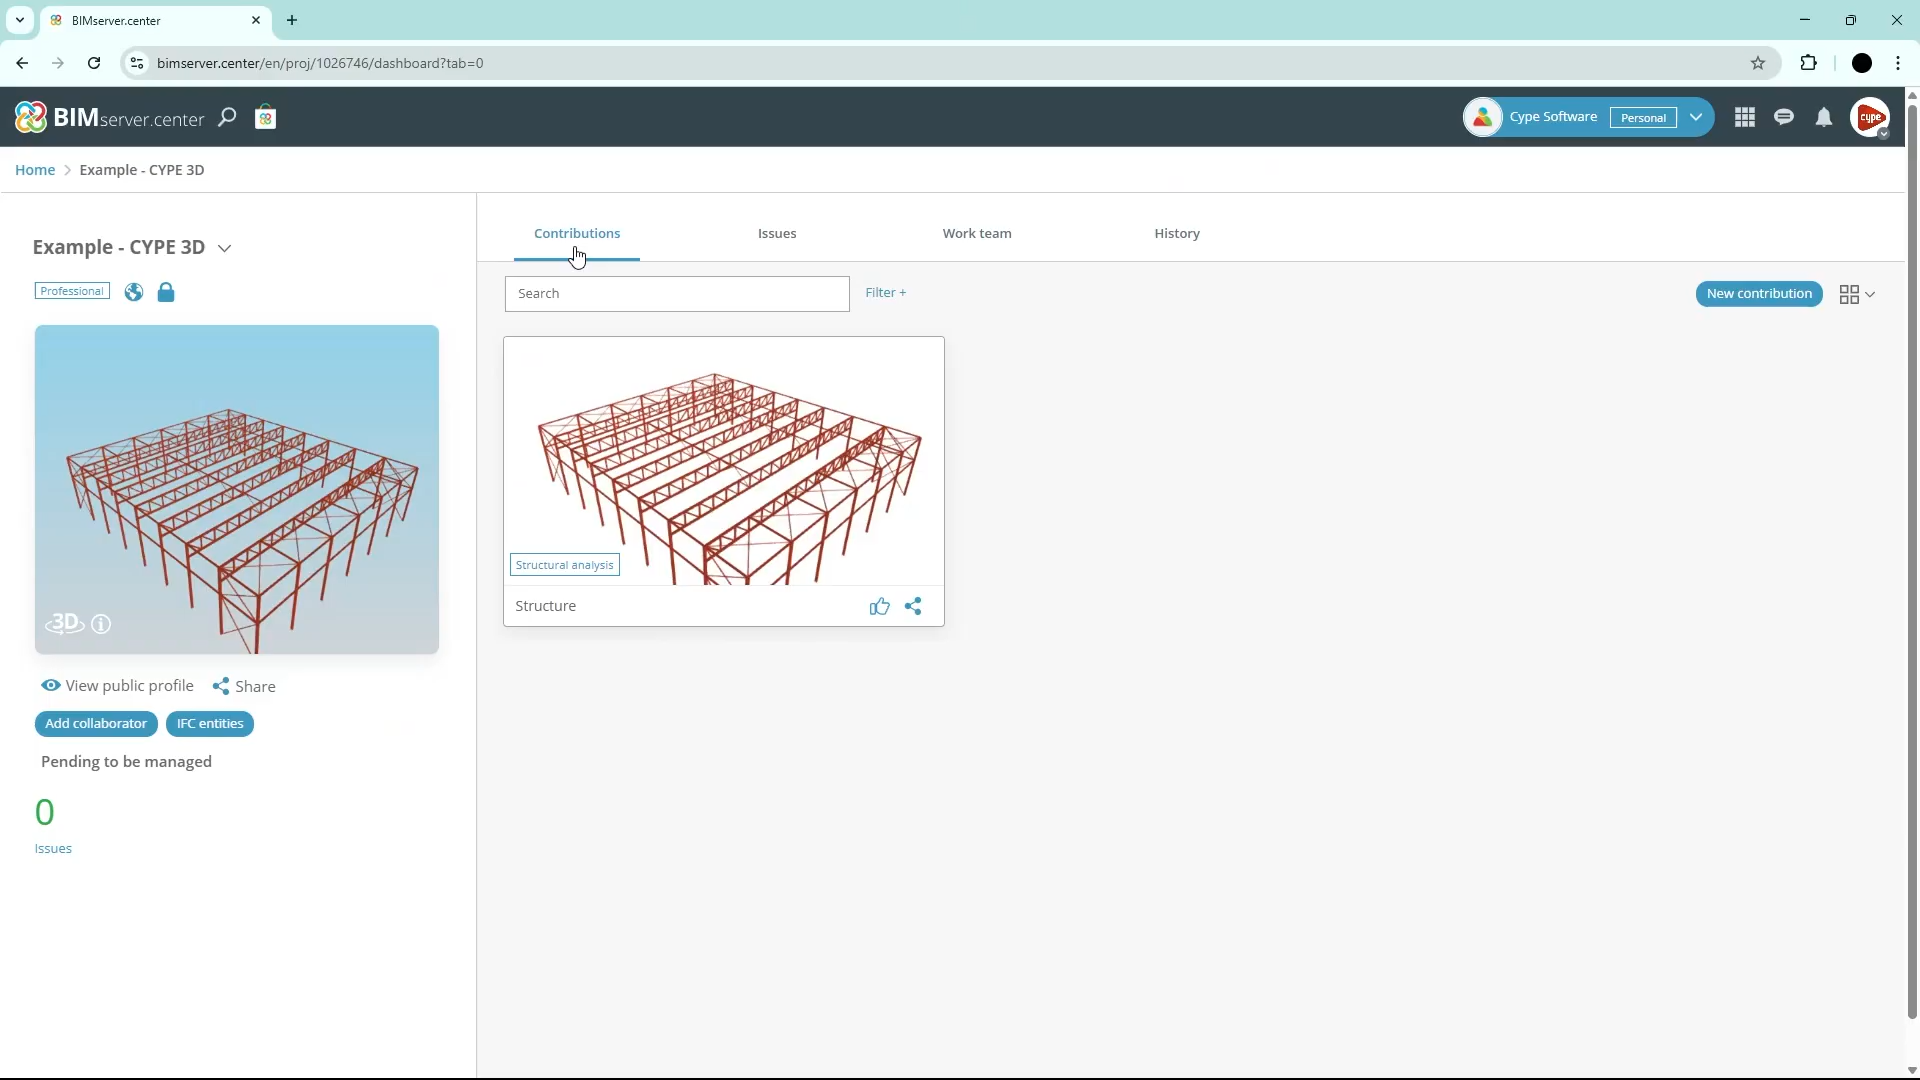 BIMserver.center
bimserver.center/en/proj/1026746/dashboard?tab=0
BIMserver.center
Cype Software Personal
cype
Home > Example - CYPE 3D
Example - CYPE 3D
Professional
3D
View public profile Share
Add collaborator IFC entities
Pending to be managed
0
Issues
Contributions Issues Work team History
Search Filter + New contribution
Structural analysis
Structure